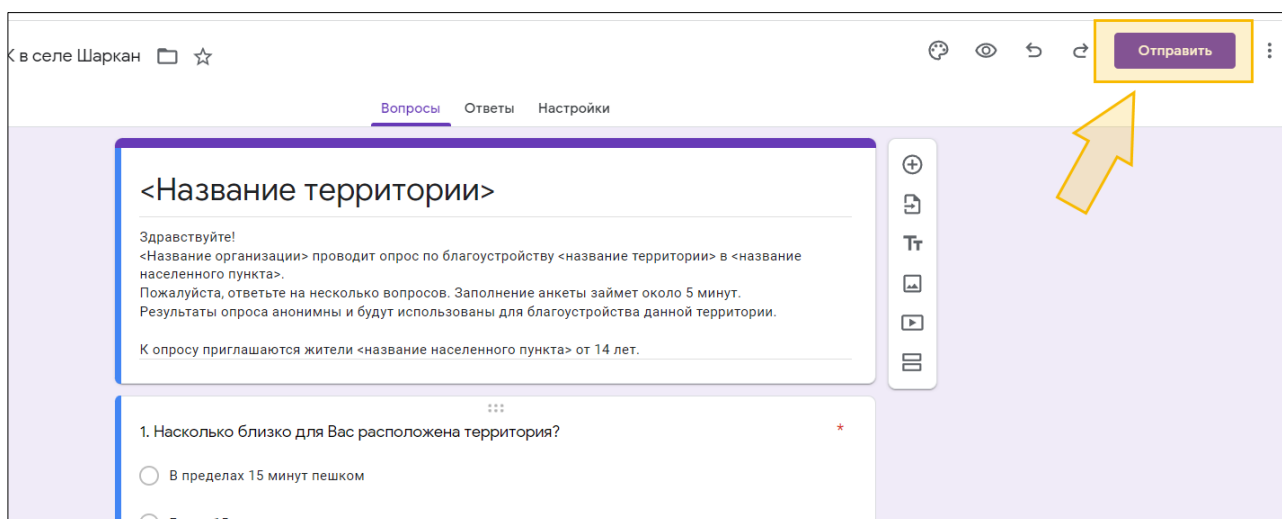 в селе Шаркан
Отправить
Вопросы Ответы Настройки
<Название территории>
Здравствуйте!
<Название организации> проводит опрос по благоустройству <название территории> в <название
населенного пункта>.
Пожалуйста, ответьте на несколько вопросов. Заполнение анкеты займет около 5 минут.
Результаты опроса анонимны и будут использованы для благоустройства данной территории.
К опросу приглашаются жители <название населенного пункта> от 14 лет.
1. Насколько близко для Вас расположена территория? *
В пределах 15 минут пешком